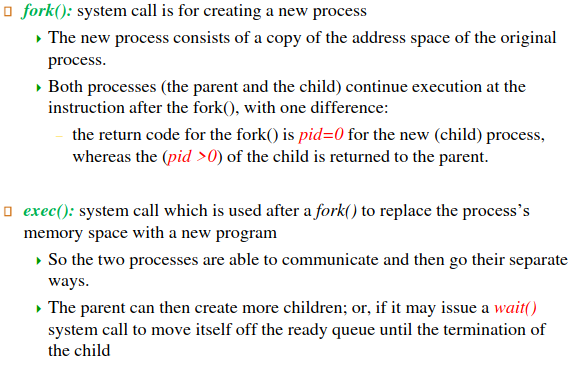 fork(): system call is for creating a new process
The new process consists of a copy of the address space of the original
process.
Both processes (the parent and the child) continue execution at the
instruction after the fork(), with one difference:
– the return code for the fork() is pid=0 for the new (child) process,
whereas the (pid >0) of the child is returned to the parent.
exec(): system call which is used after a fork() to replace the process's
memory space with a new program
So the two processes are able to communicate and then go their separate
ways.
The parent can then create more children; or, if it may issue a wait()
system call to move itself off the ready queue until the termination of
the child